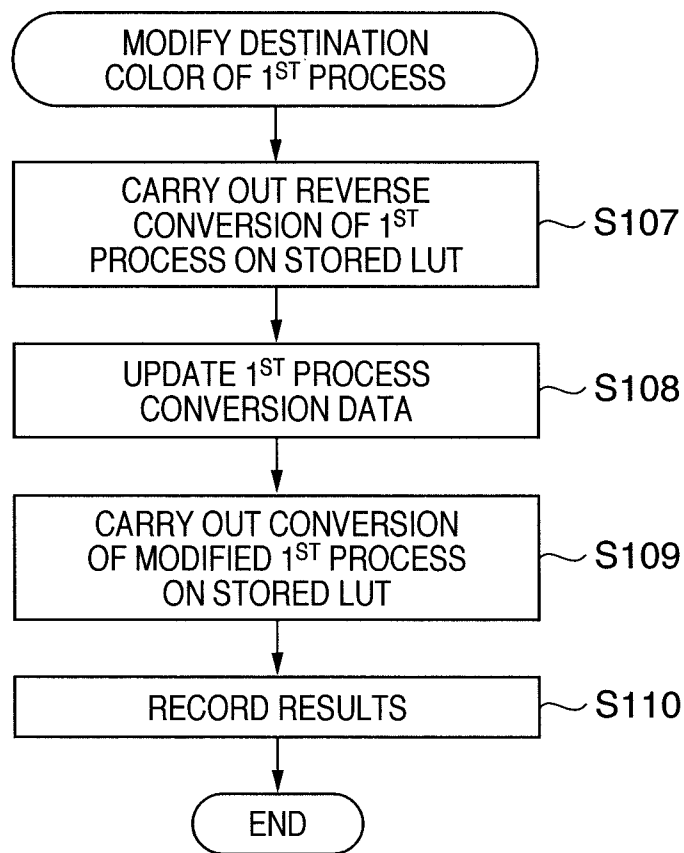 MODIFY DESTINATION
COLOR OF 1ST PROCESS
CARRY OUT REVERSE
CONVERSION OF 1ST
PROCESS ON STORED LUT
S107
UPDATE 1ST PROCESS
CONVERSION DATA
S108
CARRY OUT CONVERSION
OF MODIFIED 1ST PROCESS
ON STORED LUT
S109
RECORD RESULTS
S110
END